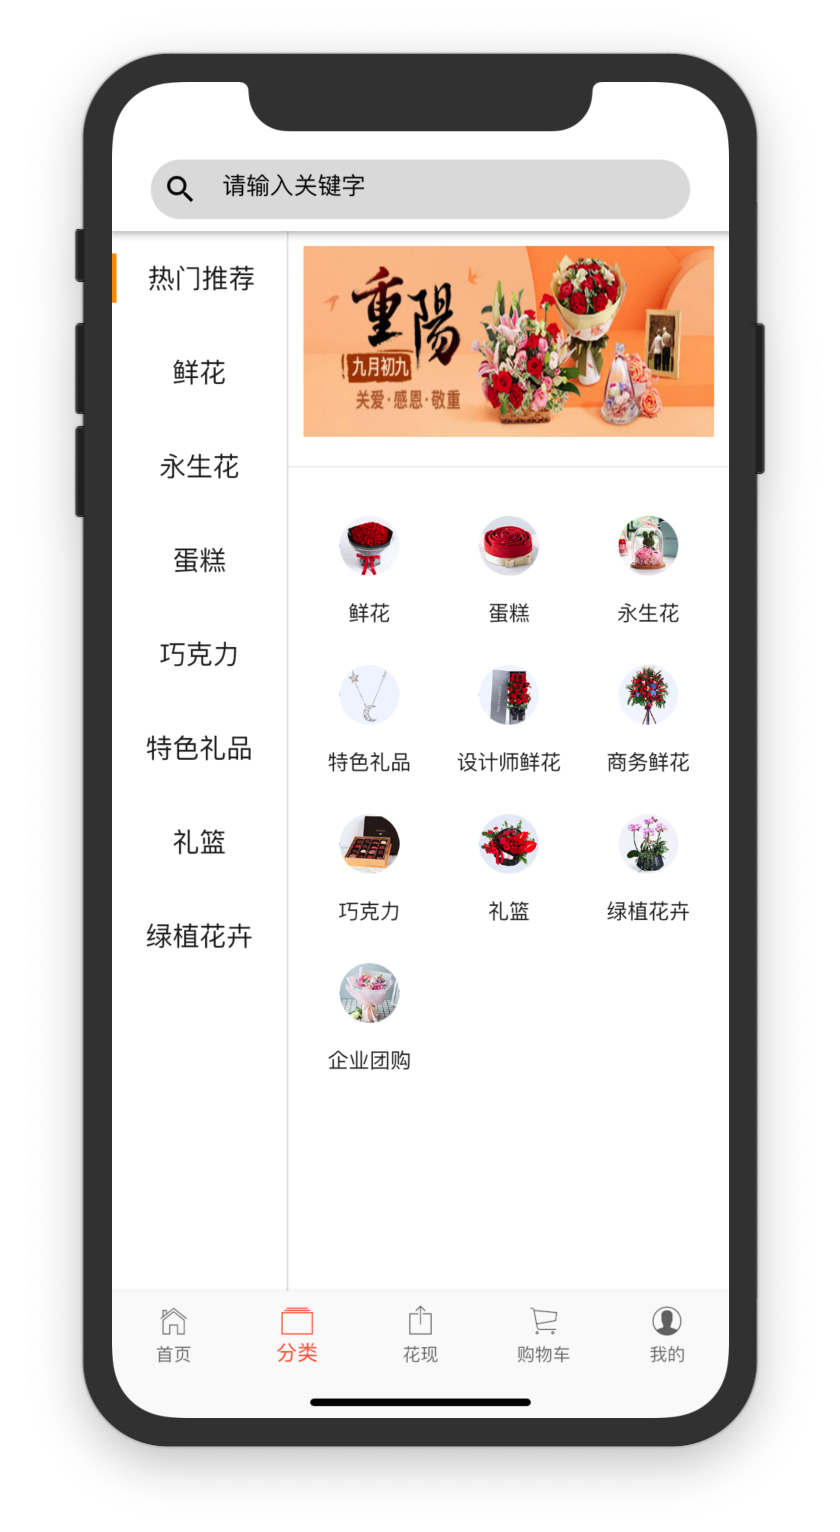 请输入关键字
热门推荐
鲜花
永生花
蛋糕
巧克力
特色礼品
礼篮
绿植花卉
重陽
九月初九
关爱·感恩·敬重
鲜花
蛋糕
永生花
特色礼品
设计师鲜花
商务鲜花
巧克力
礼篮
绿植花卉
企业团购
首页
分类
花现
购物车
我的